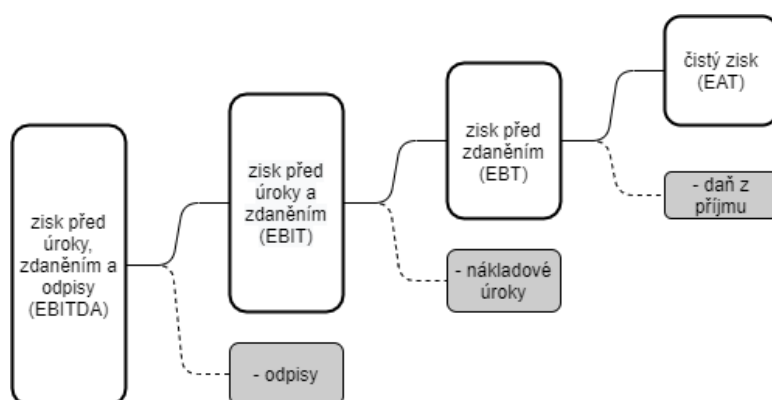 zisk před
úroky,
zdaněním a
odpisy
(EBITDA)
- odpisy
zisk před
úroky a
zdaněním
(EBIT)
- nákladové
úroky
zisk před
zdaněním
(EBT)
- daň z
příjmu
čistý zisk
(EAT)